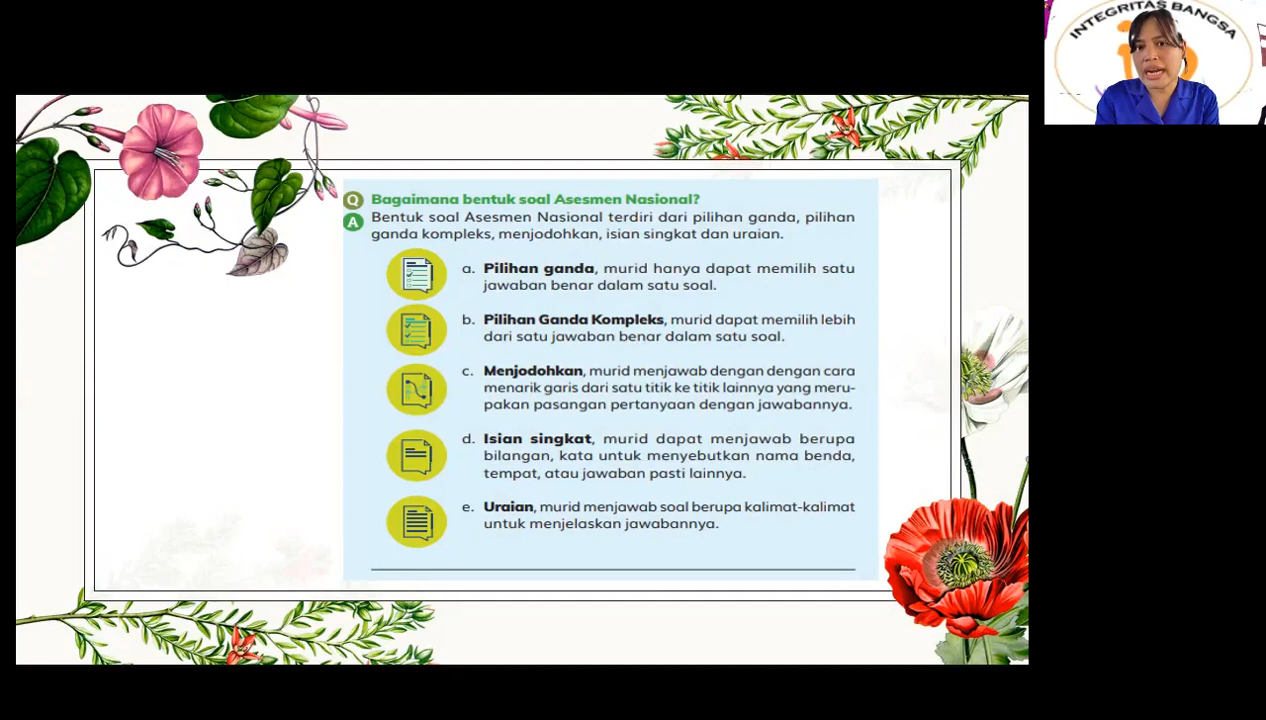 INTEGRITAS BANGSA
Q Bagaimana bentuk soal Asesmen Nasional?
A Bentuk soal Asesmen Nasional terdiri dari pilihan ganda, pilihan
ganda kompleks, menjodohkan, isian singkat dan uraian.
a. Pilihan ganda, murid hanya dapat memilih satu
jawaban benar dalam satu soal.
b. Pilihan Ganda Kompleks, murid dapat memilih lebih
dari satu jawaban benar dalam satu soal.
c. Menjodohkan, murid menjawab dengan dengan cara
menarik garis dari satu titik ke titik lainnya yang meru-
pakan pasangan pertanyaan dengan jawabannya.
d. Isian singkat, murid dapat menjawab berupa
bilangan, kata untuk menyebutkan nama benda,
tempat, atau jawaban pasti lainnya.
e. Uraian, murid menjawab soal berupa kalimat-kalimat
untuk menjelaskan jawabannya.